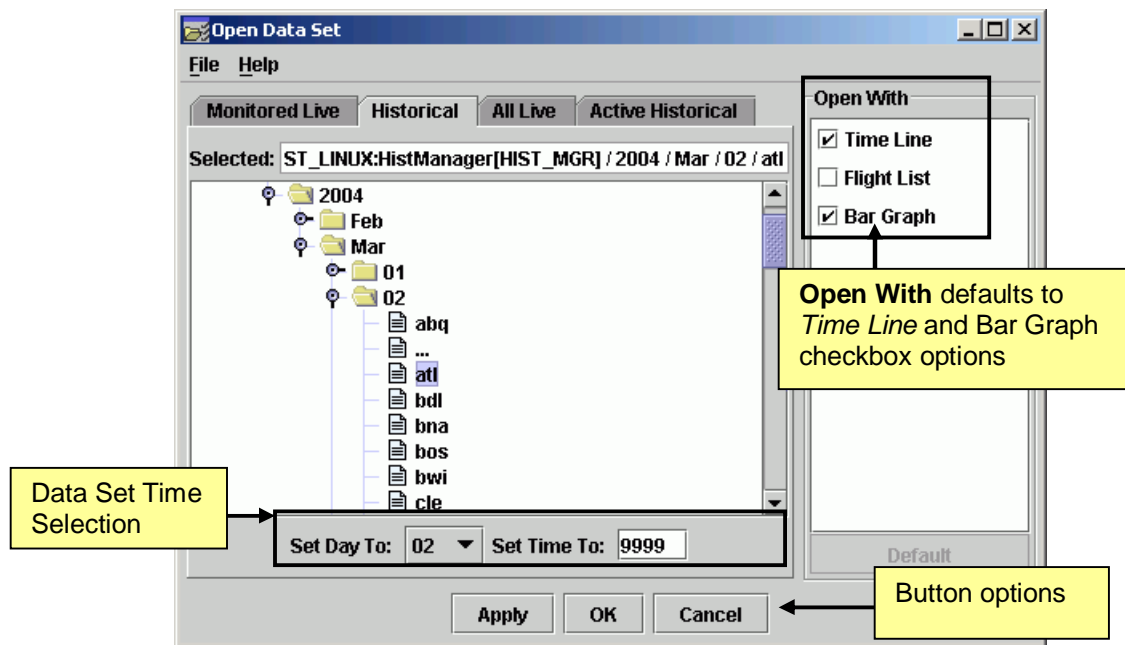 Open Data Set
File Help
Monitored Live Historical All Live Active Historical
Selected: ST_LINUX:HistManager[HIST_MGR] / 2004 / Mar / 02 / atl
2004
Feb
Mar
01
02
abq
...
atl
bdl
bna
bos
bwi
cle
Set Day To: 02 Set Time To: 9999
Apply OK Cancel
Open With
Time Line
Flight List
Bar Graph
Default
Open With defaults to
Time Line and Bar Graph
checkbox options
Data Set Time
Selection
Button options